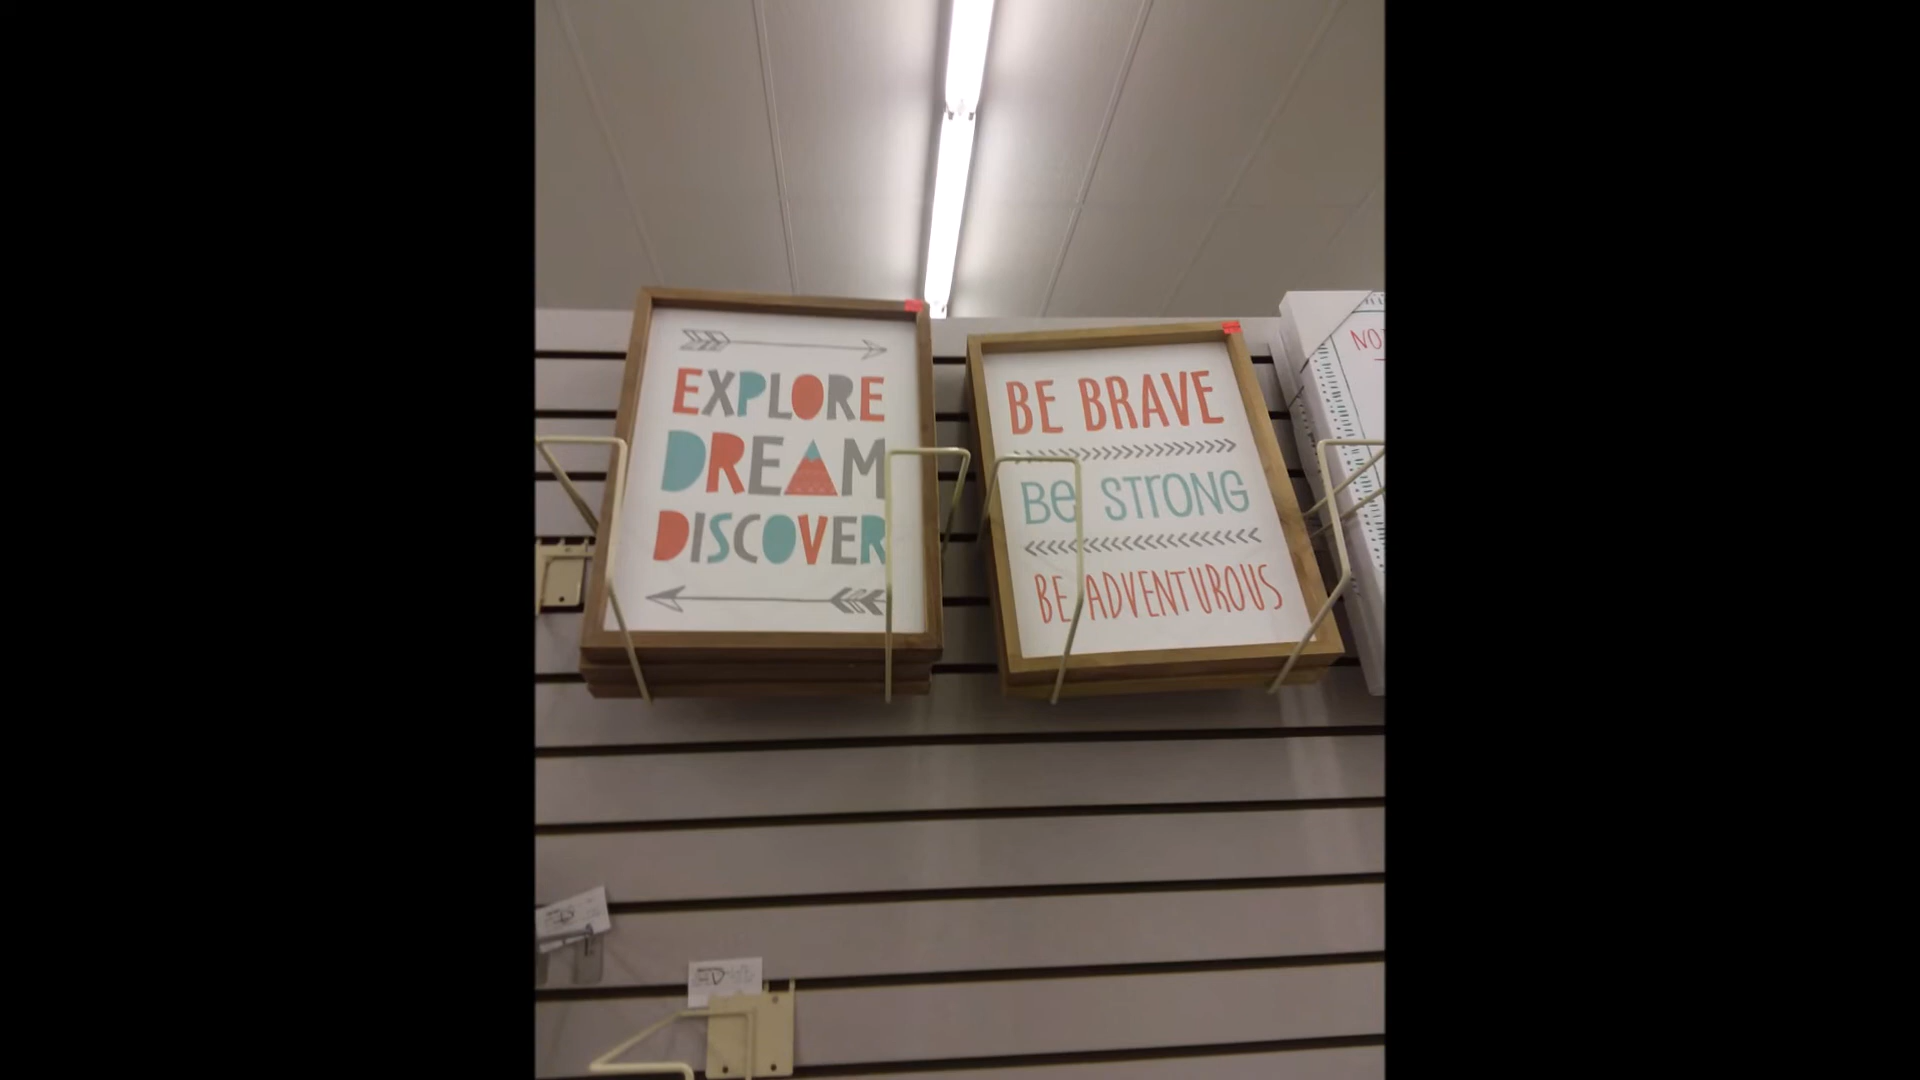 EXPLORE
DREAM
DISCOVER
BE BRAVE
Be STrONG
BE ADVENTUROUS